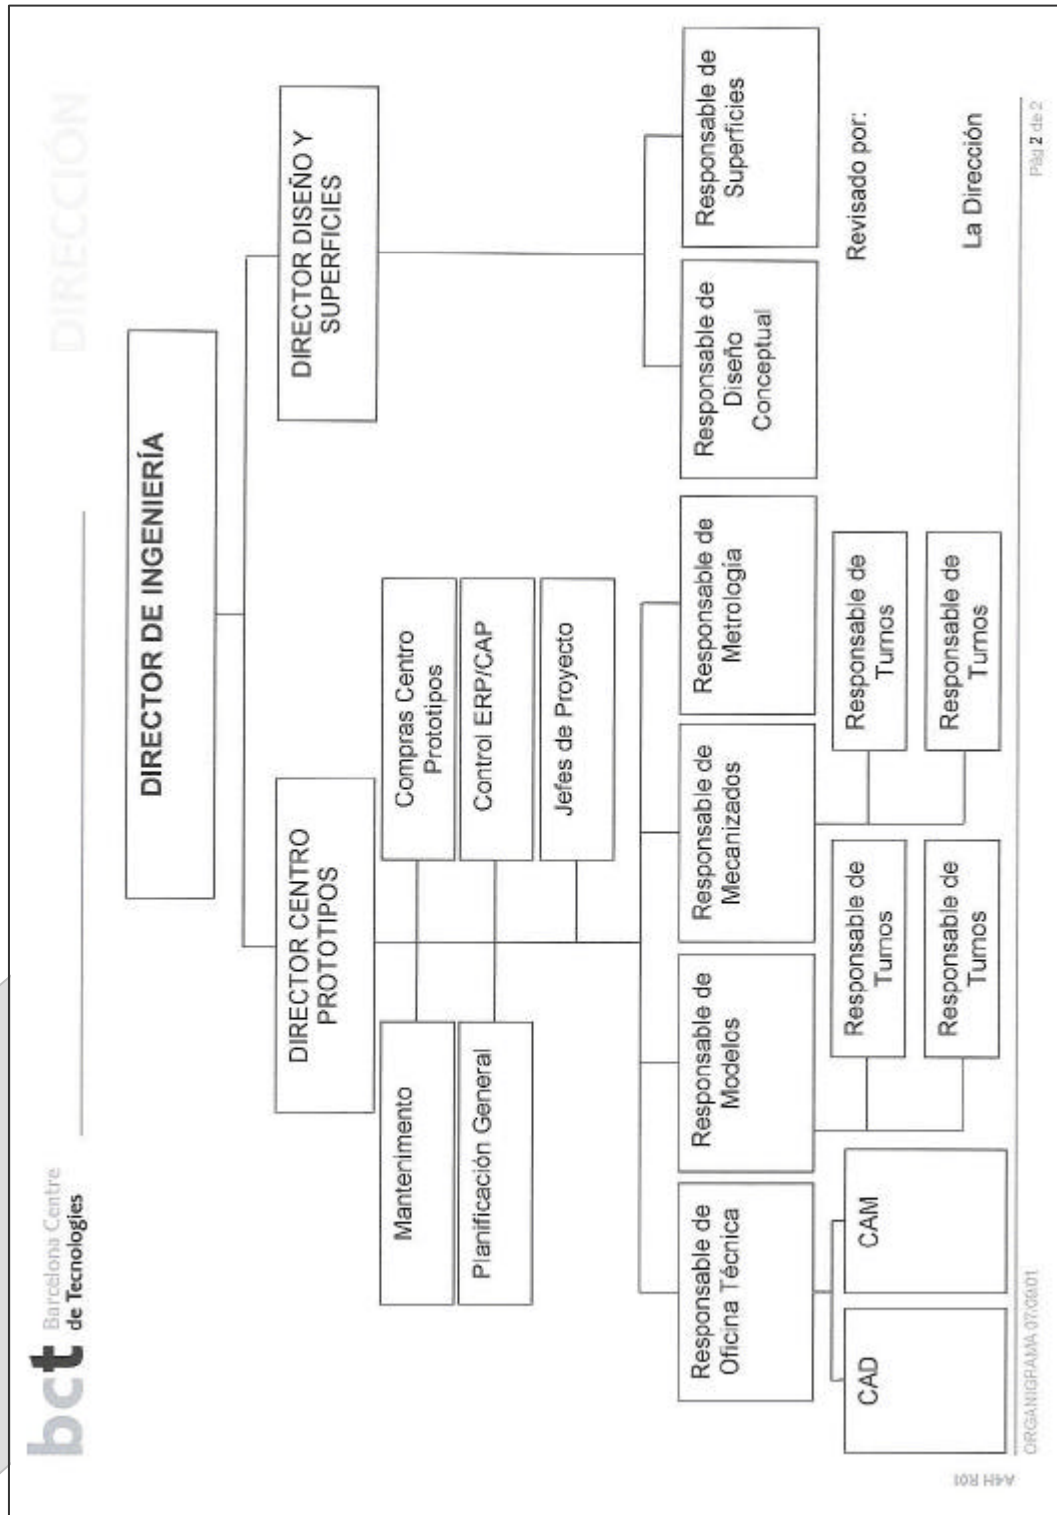 bct Barcelona Centre
de Tecnologies
DIRECCIÓN
DIRECTOR DE INGENIERÍA
DIRECTOR CENTRO
PROTOTIPOS
DIRECTOR DISEÑO Y
SUPERFICIES
Mantenimento
Compras Centro
Prototipos
Planificación General
Control ERP/CAP
Jefes de Proyecto
Responsable de
Oficina Técnica
Responsable de
Modelos
Responsable de
Mecanizados
Responsable de
Metrología
Responsable de
Diseño
Conceptual
Responsable de
Superficies
CAD
CAM
Responsable de
Turnos
Responsable de
Turnos
Responsable de
Turnos
Responsable de
Turnos
Revisado por:
La Dirección
ORGANIGRAMA
Pág 2 de 2
A4H R01